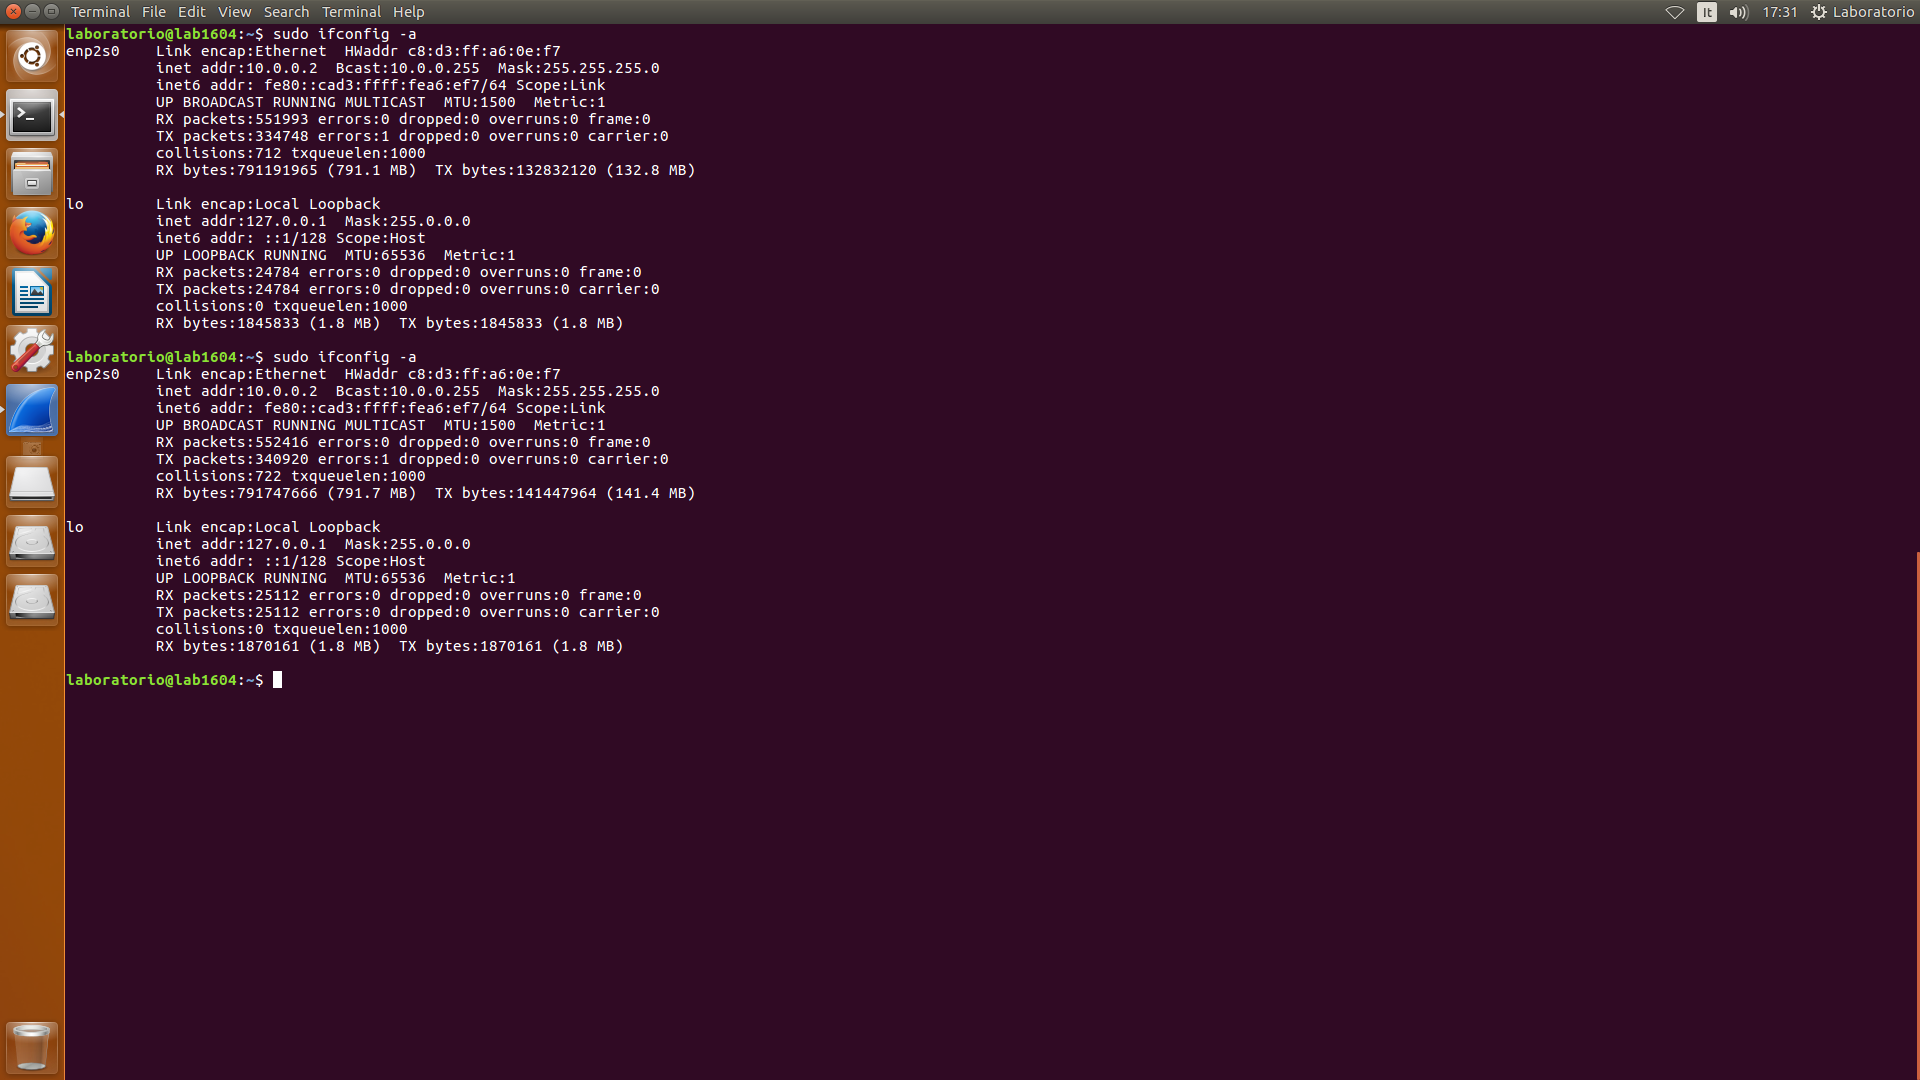 Terminal File Edit View Search Terminal Help It 17:31 Laboratorio
laboratorio@lab1604:~$ sudo ifconfig -a
enp2s0    Link encap:Ethernet  HWaddr c8:d3:ff:a6:0e:f7
          inet addr:10.0.0.2  Bcast:10.0.0.255  Mask:255.255.255.0
          inet6 addr: fe80::cad3:ffff:fea6:ef7/64 Scope:Link
          UP BROADCAST RUNNING MULTICAST  MTU:1500  Metric:1
          RX packets:551993 errors:0 dropped:0 overruns:0 frame:0
          TX packets:334748 errors:1 dropped:0 overruns:0 carrier:0
          collisions:712 txqueuelen:1000
          RX bytes:791191965 (791.1 MB)  TX bytes:132832120 (132.8 MB)

lo        Link encap:Local Loopback
          inet addr:127.0.0.1  Mask:255.0.0.0
          inet6 addr: ::1/128 Scope:Host
          UP LOOPBACK RUNNING  MTU:65536  Metric:1
          RX packets:24784 errors:0 dropped:0 overruns:0 frame:0
          TX packets:24784 errors:0 dropped:0 overruns:0 carrier:0
          collisions:0 txqueuelen:1000
          RX bytes:1845833 (1.8 MB)  TX bytes:1845833 (1.8 MB)

laboratorio@lab1604:~$ sudo ifconfig -a
enp2s0    Link encap:Ethernet  HWaddr c8:d3:ff:a6:0e:f7
          inet addr:10.0.0.2  Bcast:10.0.0.255  Mask:255.255.255.0
          inet6 addr: fe80::cad3:ffff:fea6:ef7/64 Scope:Link
          UP BROADCAST RUNNING MULTICAST  MTU:1500  Metric:1
          RX packets:552416 errors:0 dropped:0 overruns:0 frame:0
          TX packets:340920 errors:1 dropped:0 overruns:0 carrier:0
          collisions:722 txqueuelen:1000
          RX bytes:791747666 (791.7 MB)  TX bytes:141447964 (141.4 MB)

lo        Link encap:Local Loopback
          inet addr:127.0.0.1  Mask:255.0.0.0
          inet6 addr: ::1/128 Scope:Host
          UP LOOPBACK RUNNING  MTU:65536  Metric:1
          RX packets:25112 errors:0 dropped:0 overruns:0 frame:0
          TX packets:25112 errors:0 dropped:0 overruns:0 carrier:0
          collisions:0 txqueuelen:1000
          RX bytes:1870161 (1.8 MB)  TX bytes:1870161 (1.8 MB)

laboratorio@lab1604:~$